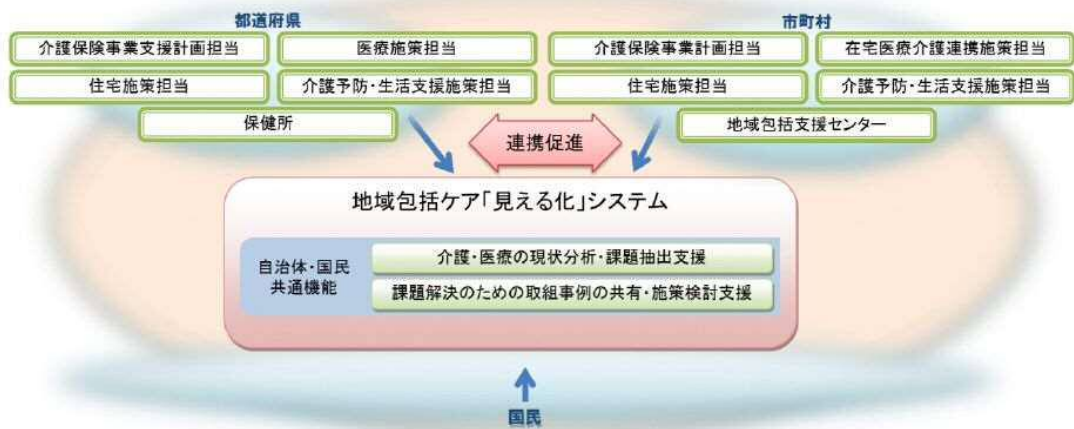 都道府県
市町村
介護保険事業支援計画担当
医療施策担当
介護保険事業計画担当
在宅医療介護連携施策担当
住宅施策担当
介護予防・生活支援施策担当
住宅施策担当
介護予防・生活支援施策担当
保健所
地域包括支援センター
連携促進
地域包括ケア「見える化」システム
自治体・国民
共通機能
介護・医療の現状分析・課題抽出支援
課題解決のための取組事例の共有・施策検討支援
国民